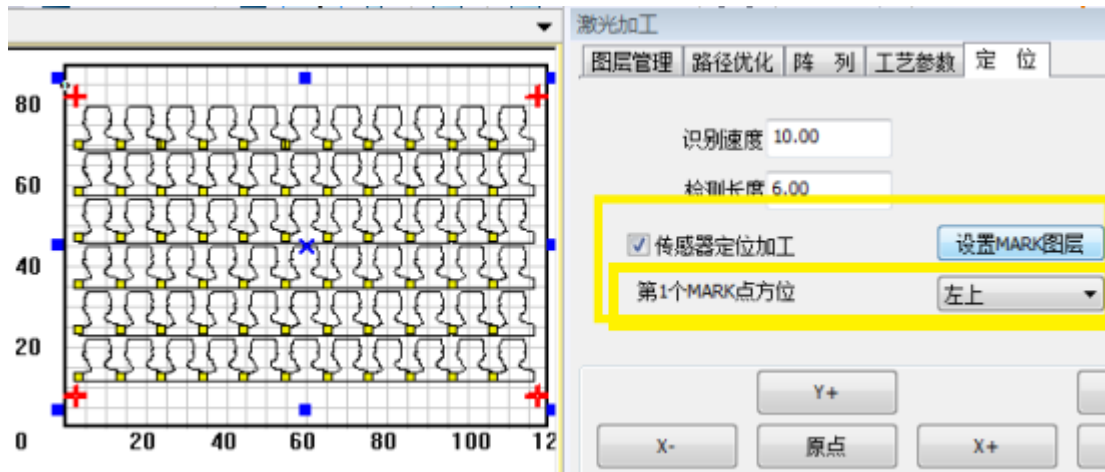 激光加工
图层管理 路径优化 阵 列 工艺参数 定 位
识别速度 10.00
检测长度 6.00
传感器定位加工 设置MARK图层
第1个MARK点方位 左上
Y+
X- 原点 X+
80
60
40
20
0 20 40 60 80 100 12